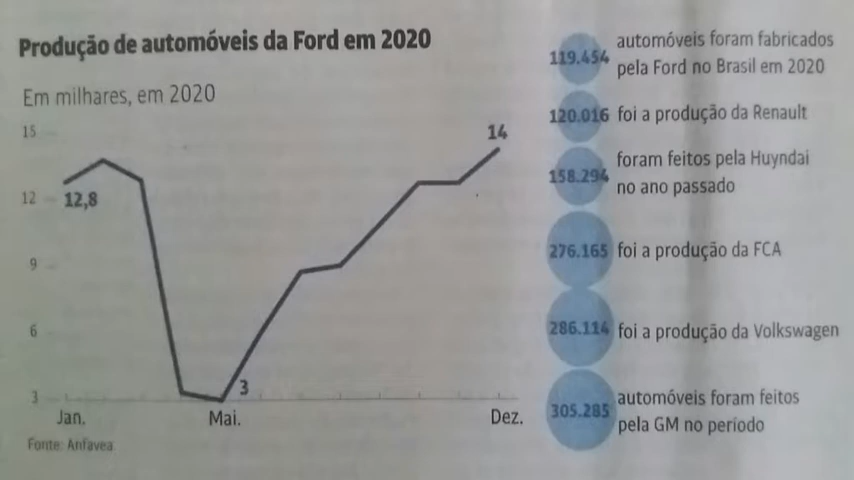 Produção de automóveis da Ford em 2020
Em milhares, em 2020
15
12
9
6
3
12,8
3
14
Jan.
Mai.
Dez.
Fonte: Anfavea
119.454 automóveis foram fabricados
pela Ford no Brasil em 2020
120.016 foi a produção da Renault
158.294 foram feitos pela Huyndai
no ano passado
276.165 foi a produção da FCA
286.114 foi a produção da Volkswagen
305.285 automóveis foram feitos
pela GM no período